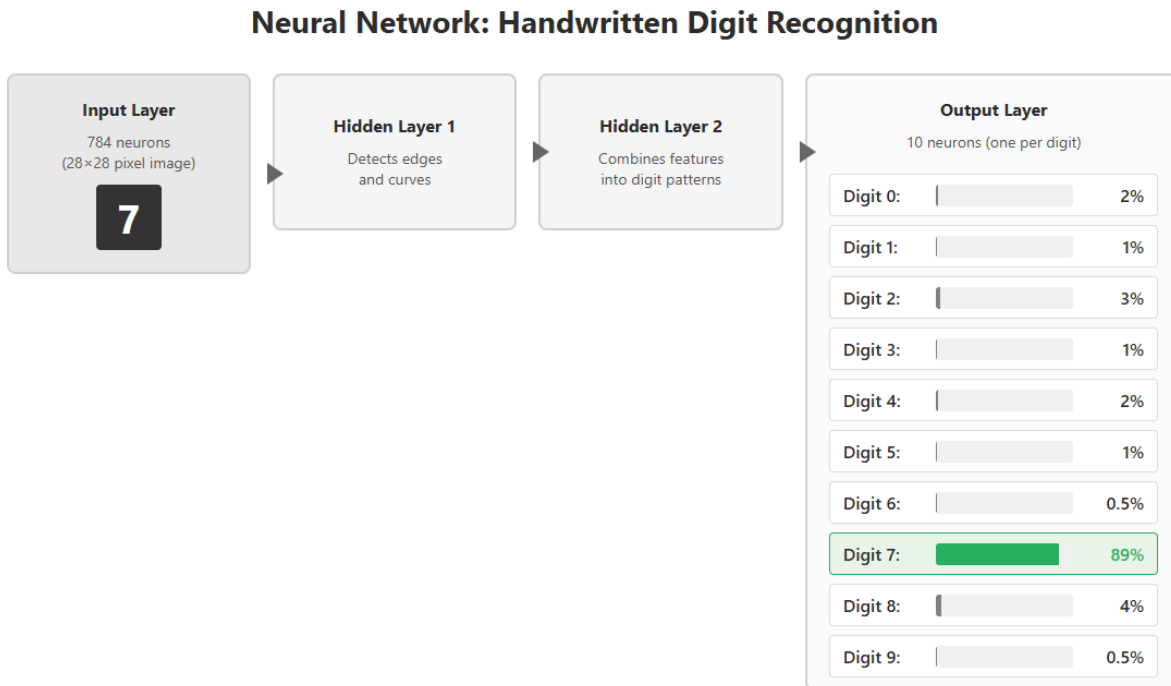 Neural Network: Handwritten Digit Recognition
Input Layer
784 neurons
(28×28 pixel image)
7
Hidden Layer 1
Detects edges
and curves
Hidden Layer 2
Combines features
into digit patterns
Output Layer
10 neurons (one per digit)
Digit 0: 2%
Digit 1: 1%
Digit 2: 3%
Digit 3: 1%
Digit 4: 2%
Digit 5: 1%
Digit 6: 0.5%
Digit 7: 89%
Digit 8: 4%
Digit 9: 0.5%